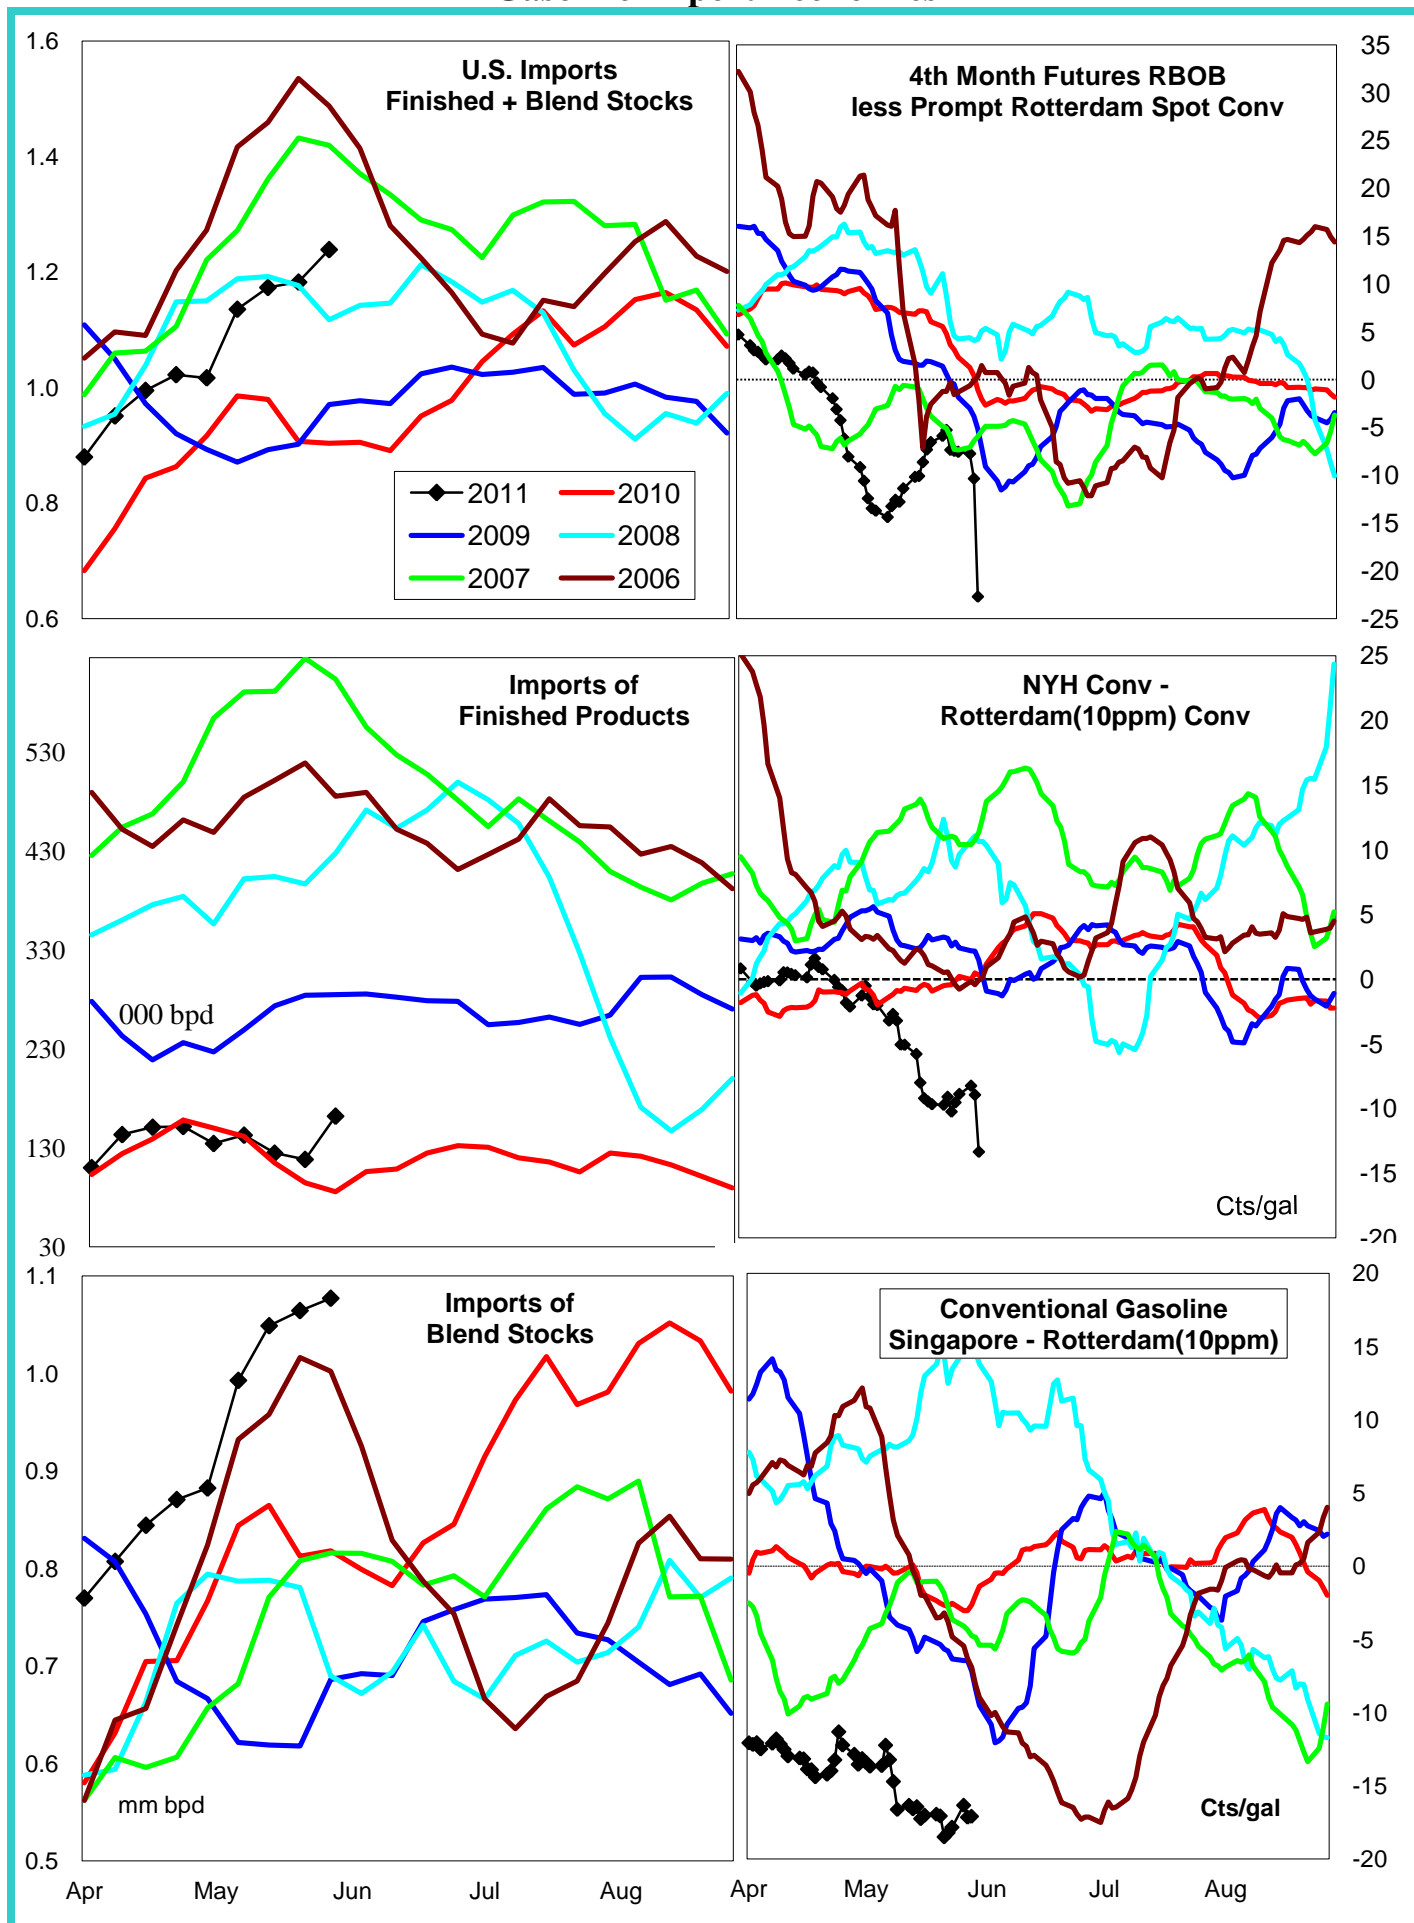 1.6
1.4
1.2
1.0
0.8
0.6
U.S. Imports
Finished + Blend Stocks
2011
2010
2009
2008
2007
2006
4th Month Futures RBOB
less Prompt Rotterdam Spot Conv
35
30
25
20
15
10
5
0
-5
-10
-15
-20
-25
530
430
330
230
130
30
Imports of
Finished Products
000 bpd
NYH Conv -
Rotterdam(10ppm) Conv
Cts/gal
25
20
15
10
5
0
-5
-10
-15
-20
1.1
1.0
0.9
0.8
0.7
0.6
0.5
Imports of
Blend Stocks
mm bpd
Apr
May
Jun
Jul
Aug
Conventional Gasoline
Singapore - Rotterdam(10ppm)
Cts/gal
20
15
10
5
0
-5
-10
-15
-20
Apr
May
Jun
Jul
Aug